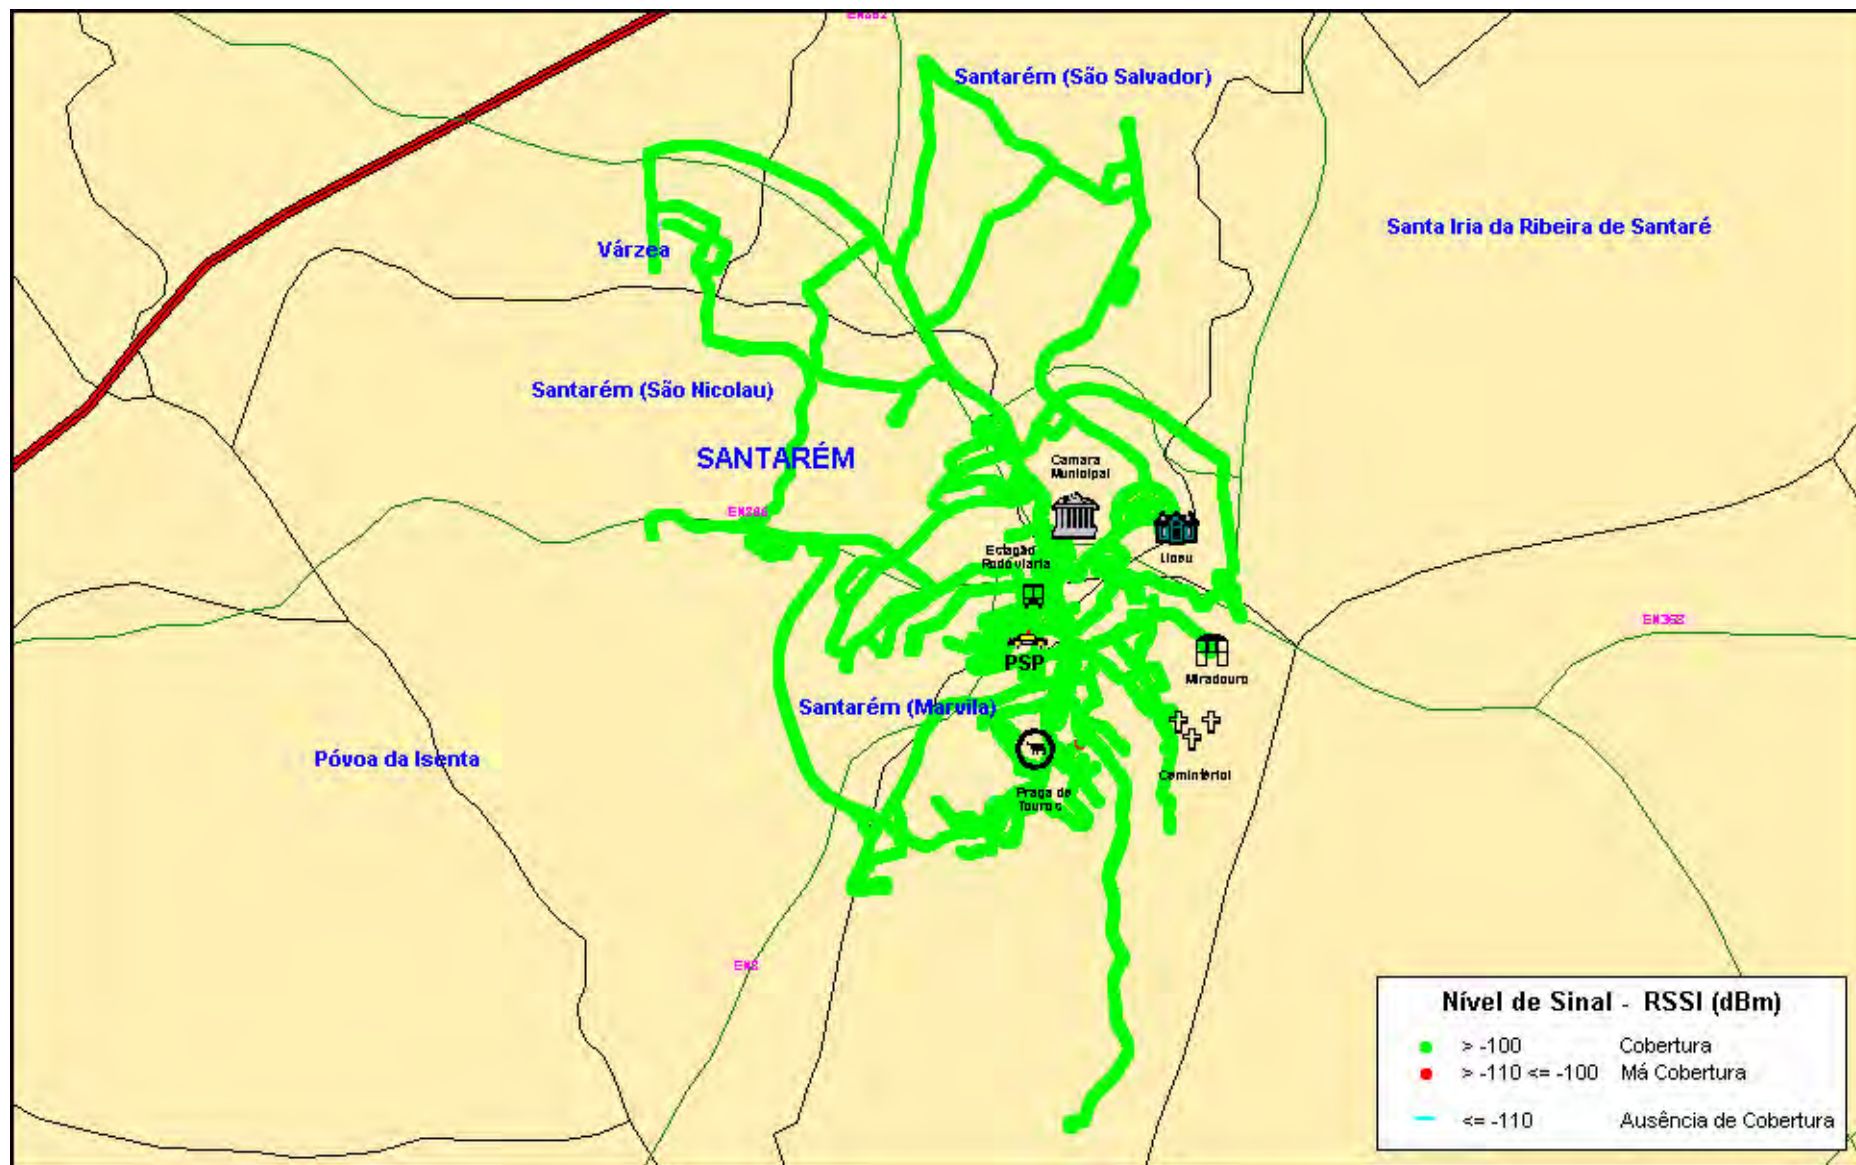 Santarém (São Salvador)
Santa Iria da Ribeira de Santaré
Várzea
Santarém (São Nicolau)
SANTARÉM
Camara
Municipal
Liceu
Estação
Rodoviaria
EN368
PSP
Miradouro
Santarém (Marvila)
Póvoa da Isenta
Praça de
Touros
EN3
Nível de Sinal - RSSI (dBm)
> -100 Cobertura
> -110 <= -100 Má Cobertura
<= -110 Ausência de Cobertura